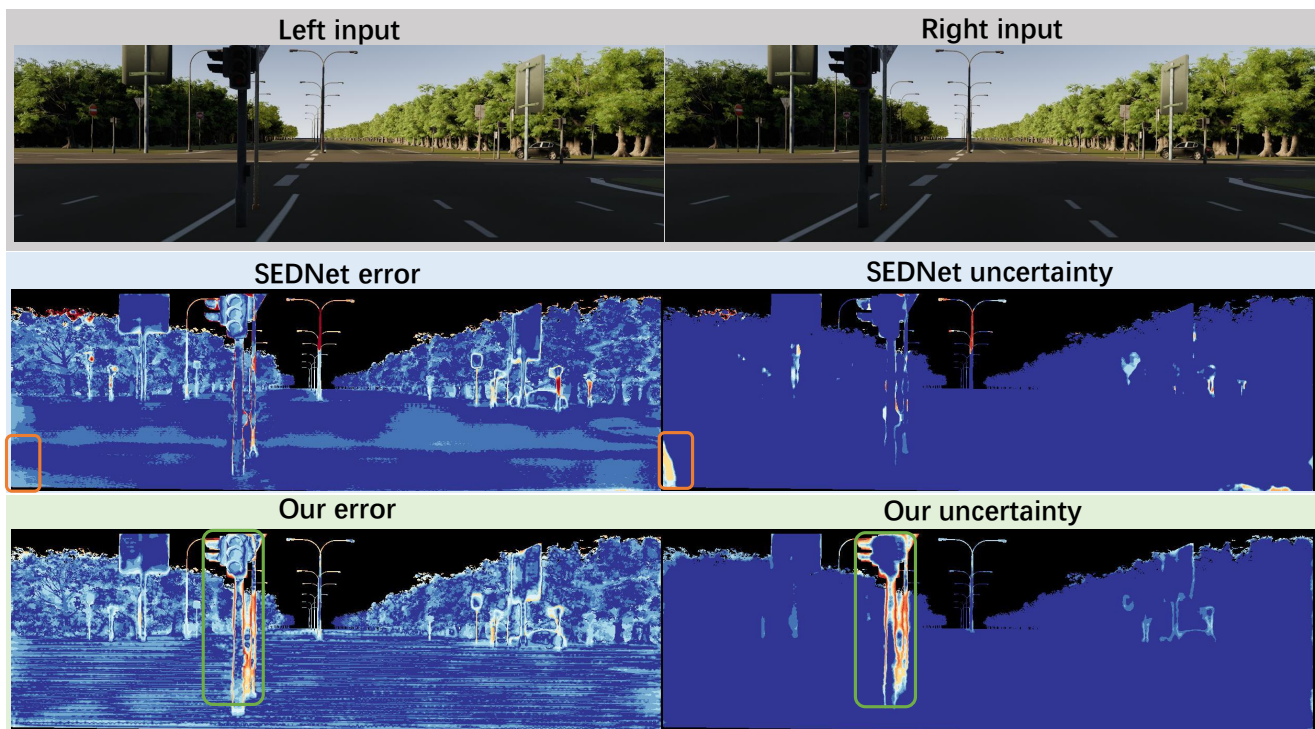 Left input
Right input
SEDNet error
SEDNet uncertainty
Our error
Our uncertainty